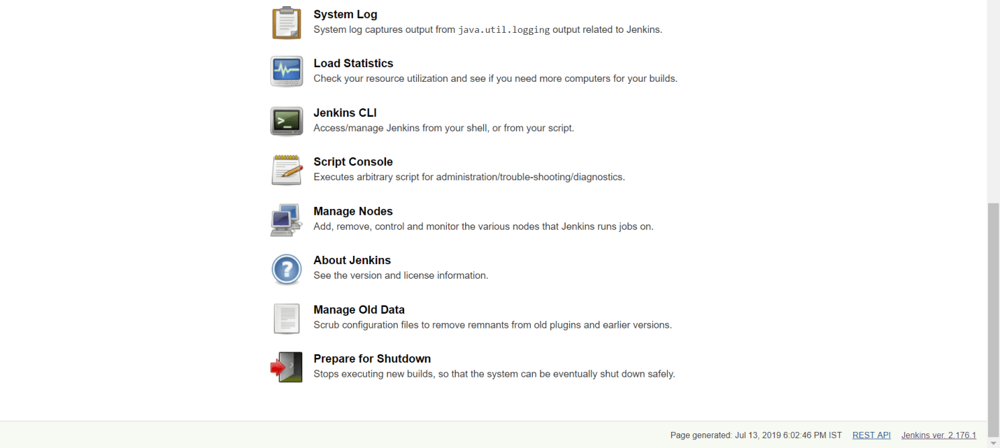 System Log
System log captures output from java.util.logging output related to Jenkins.
Load Statistics
Check your resource utilization and see if you need more computers for your builds.
Jenkins CLI
Access/manage Jenkins from your shell, or from your script.
Script Console
Executes arbitrary script for administration/trouble-shooting/diagnostics.
Manage Nodes
Add, remove, control and monitor the various nodes that Jenkins runs jobs on.
About Jenkins
See the version and license information.
Manage Old Data
Scrub configuration files to remove remnants from old plugins and earlier versions.
Prepare for Shutdown
Stops executing new builds, so that the system can be eventually shut down safely.
Page generated: Jul 13, 2019 6:02:46 PM IST REST API Jenkins ver. 2.176.1